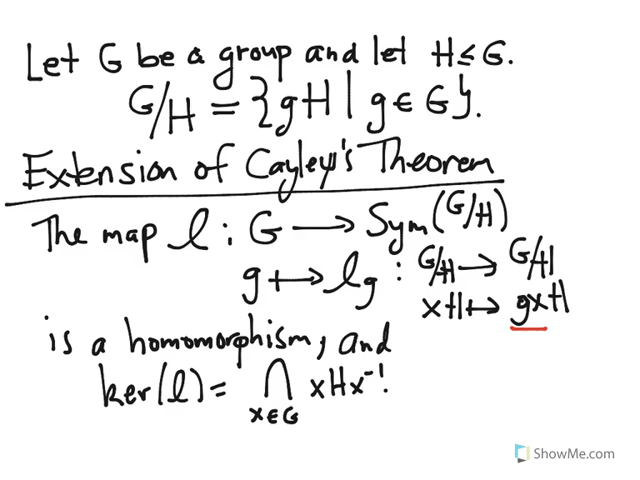 Let G be a group and let H ≤ G.
G/H = {gH | g ∈ G}.
Extension of Cayley's Theorem
The map l : G → Sym(G/H)
g ↦ lg : G/H → G/H
xH ↦ gxH
is a homomorphism, and
ker(l) = ⋂ xHx⁻¹!
x∈G
ShowMe.com